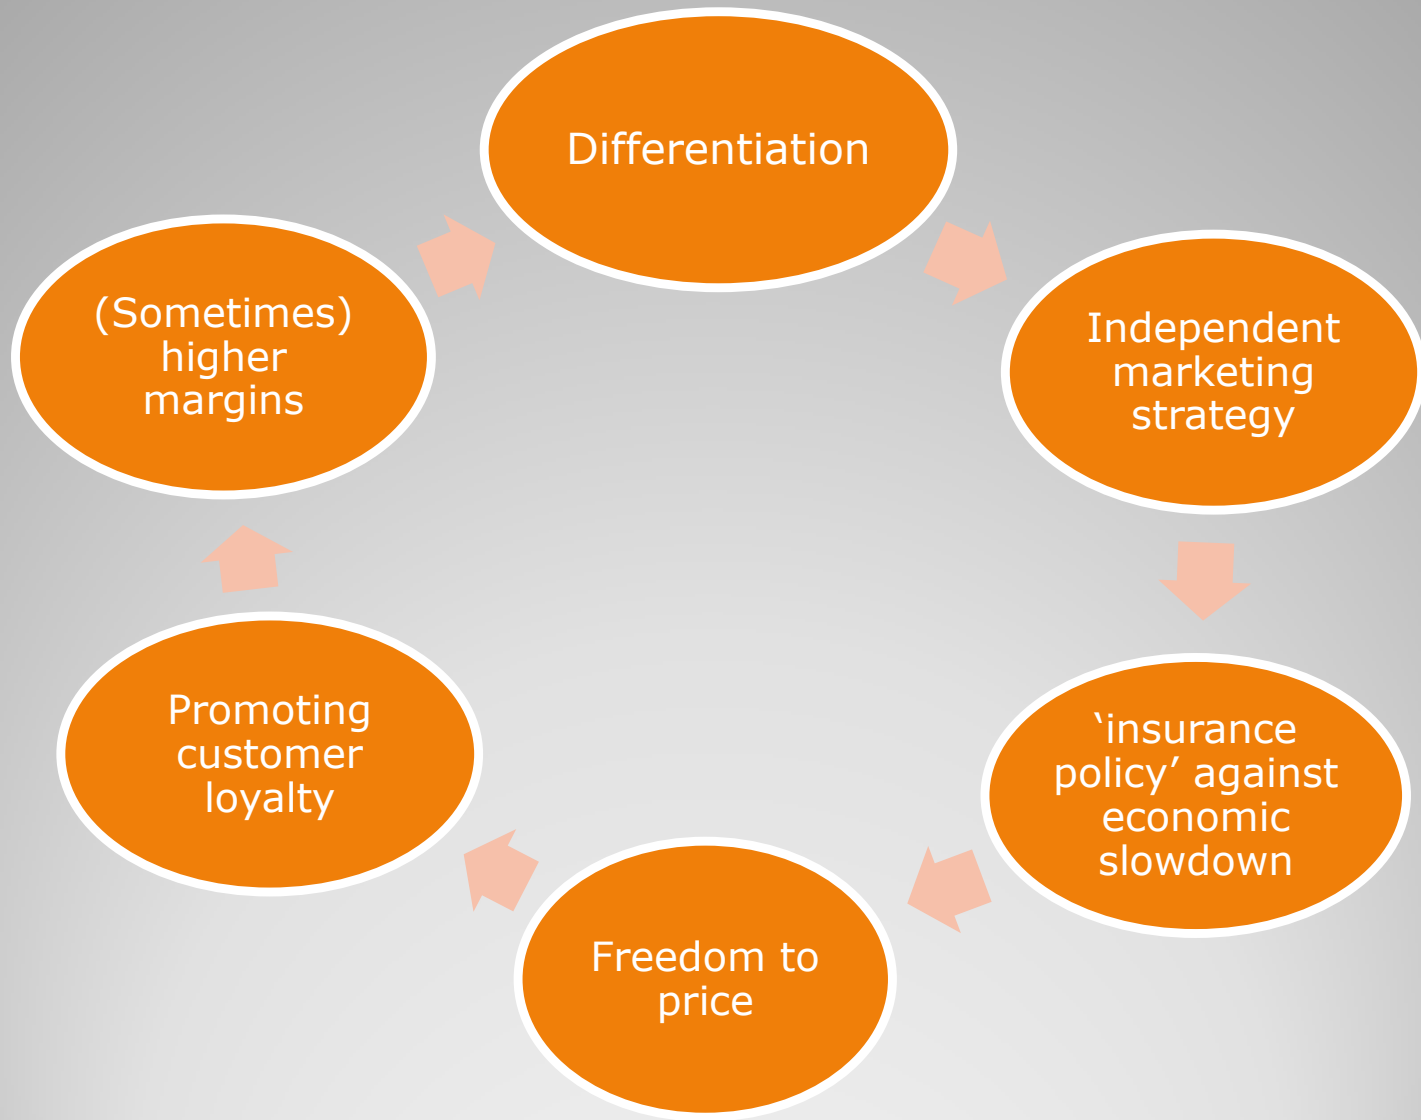 Differentiation
Independent
marketing
strategy
‘insurance
policy’ against
economic
slowdown
Freedom to
price
Promoting
customer
loyalty
(Sometimes)
higher
margins